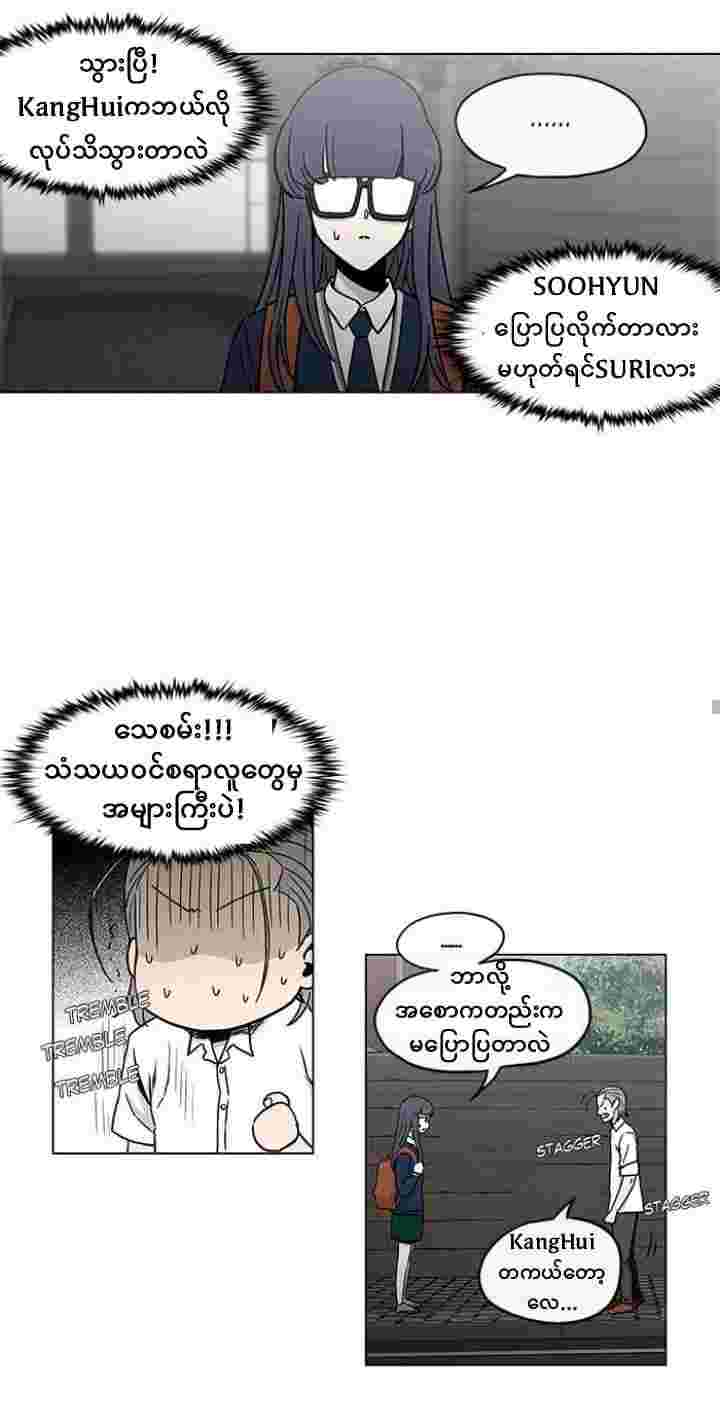 သွားပြီ!
KangHuiကဘယ်လို
လုပ်သိသွားတာလဲ
......
SOOHYUN
ပြောပြလိုက်တာလား
မဟုတ်ရင်SURIလား
သေစမ်း!!!
သံသယဝင်စရာလူတွေမှ
အများကြီးပဲ!
TREMBLE
TREMBLE
TREMBLE
......
ဘာလို့
အစောကတည်းက
မပြောပြတာလဲ
STAGGER
STAGGER
KangHui
တကယ်တော့
လေ...